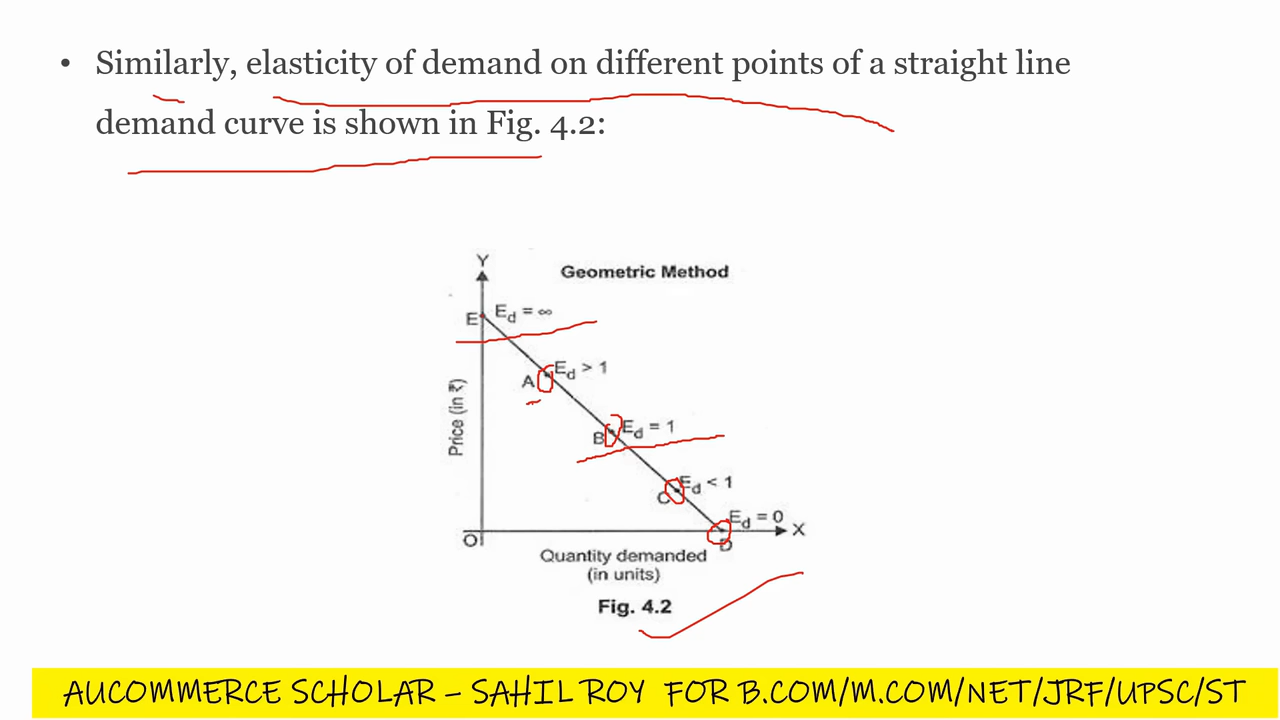 • Similarly, elasticity of demand on different points of a straight line
demand curve is shown in Fig. 4.2:
Y
Geometric Method
E
Ed = ∞
A
Ed > 1
Price (in ₹)
B
Ed = 1
C
Ed < 1
Ed = 0
X
O
D
Quantity demanded
(in units)
Fig. 4.2
AUCOMMERCE SCHOLAR – SAHIL ROY FOR B.COM/M.COM/NET/JRF/UPSC/ST